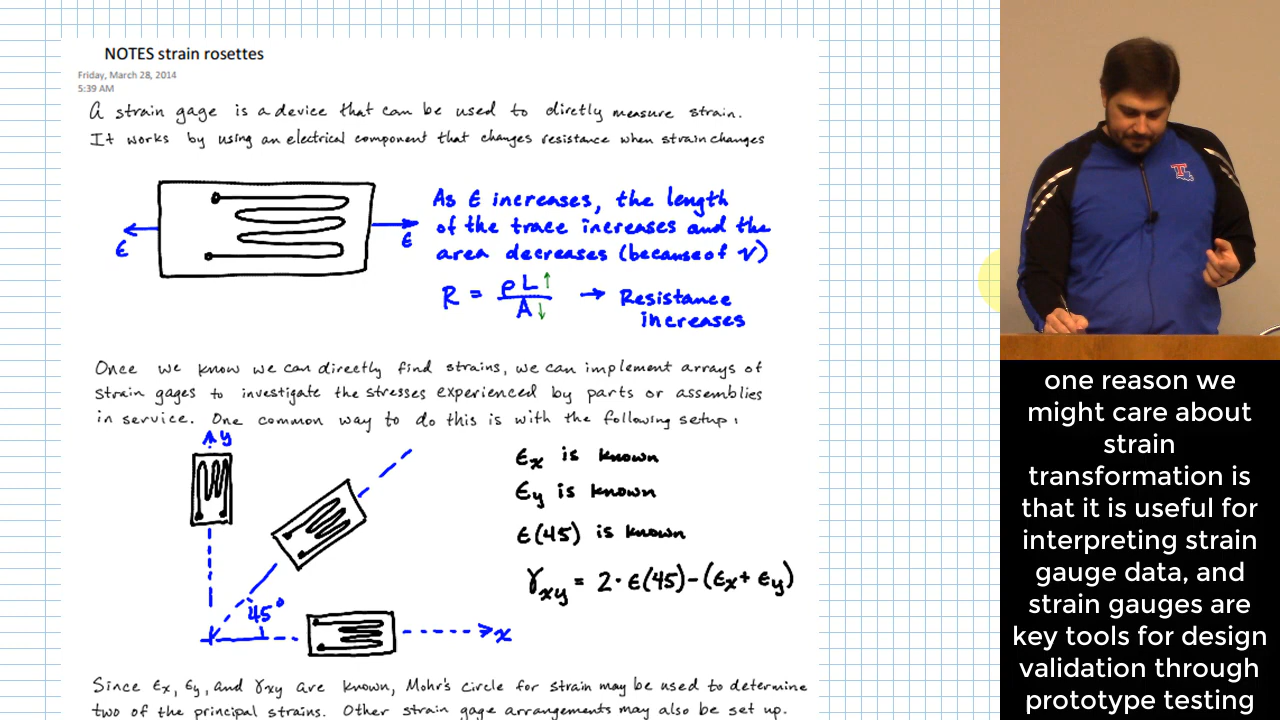 NOTES strain rosettes
Friday, March 28, 2014
5:39 AM
A strain gage is a device that can be used to dirctly measure strain.
It works by using an electrical component that changes resistance when strain changes
ϵ
ϵ
As ϵ increases, the length
of the trace increases and the
area decreases (because of ν)
R = ρL↑ / A↓ → Resistance
increases
Once we know we can directly find strains, we can implement arrays of
strain gages to investigate the stresses experienced by parts or assemblies
in service. One common way to do this is with the following setup:
y
45°
x
ϵx is known
ϵy is known
ϵ(45) is known
γxy = 2·ϵ(45)-(ϵx+ϵy)
Since ϵx, ϵy, and γxy are known, Mohr's circle for strain may be used to determine
two of the principal strains. Other strain gage arrangements may also be set up.
T
one reason we
might care about
strain
transformation is
that it is useful for
interpreting strain
gauge data, and
strain gauges are
key tools for design
validation through
prototype testing